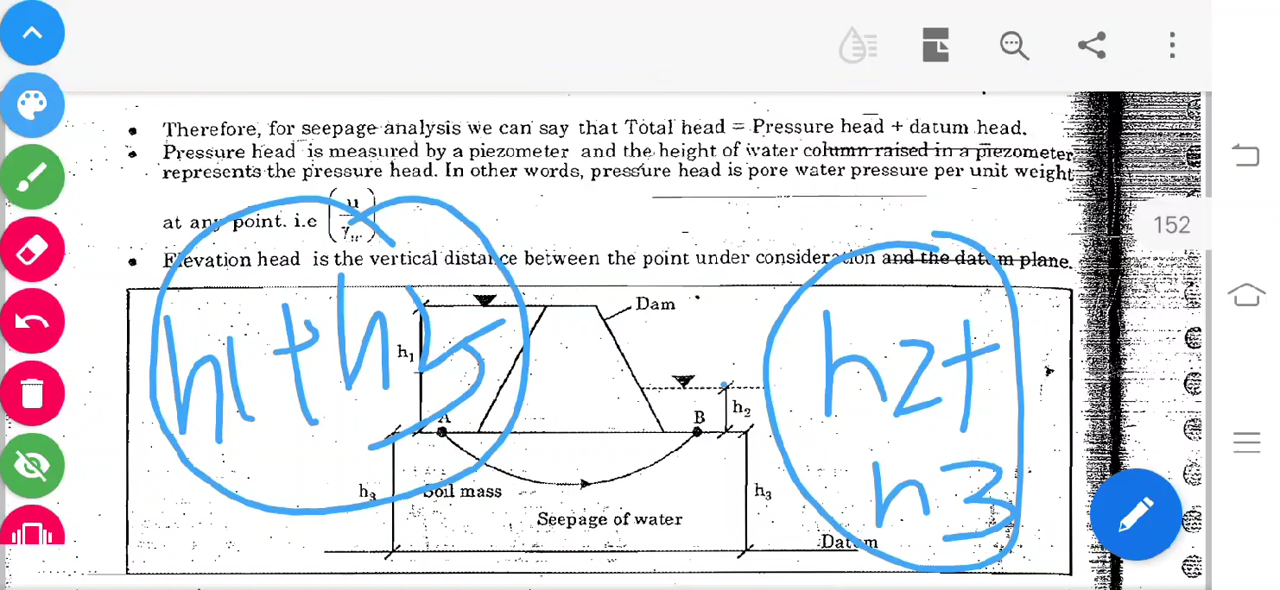 • Therefore, for seepage analysis we can say that Total head = Pressure head + datum head.
• Pressure head is measured by a piezometer and the height of water column raised in a piezometer
represents the pressure head. In other words, pressure head is pore water pressure per unit weight
at any point. i.e (u/γw)
152
• Elevation head is the vertical distance between the point under consideration and the datum plane.
Dam
h1
h1 + h3
h2 +
h3
h2
A
B
h3
Soil mass
h3
Seepage of water
Datum